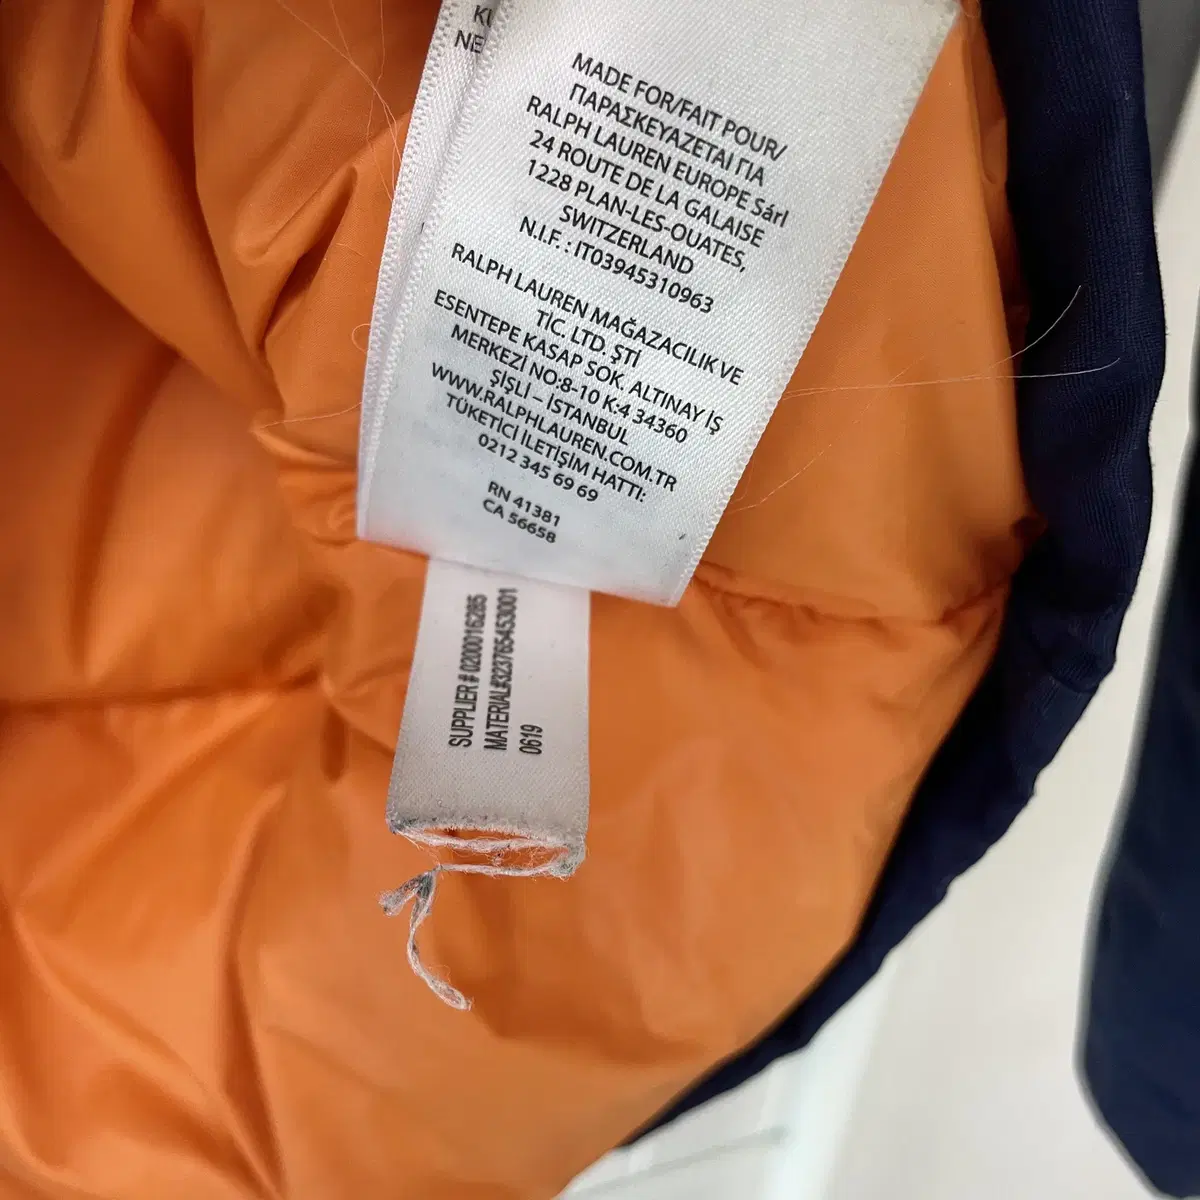 KU
NE
MADE FOR/FAIT POUR/
ΠΑΡΑΣΚΕΥΑΖΕΤΑΙ ΓΙΑ
RALPH LAUREN EUROPE Sárl
24 ROUTE DE LA GALAISE
1228 PLAN-LES-OUATES,
SWITZERLAND
N.I.F. : IT03945310963
RALPH LAUREN MAĞAZACILIK VE
TİC. LTD. ŞTİ
ESENTEPE KASAP SOK. ALTINAY İŞ
MERKEZİ NO:8-10 K:4 34360
ŞİŞLİ – İSTANBUL
WWW.RALPHLAUREN.COM.TR
TÜKETİCİ İLETİŞİM HATTI:
0212 345 69 69
RN 41381
CA 56658
SUPPLIER # 0200016285
MATERIAL#323765453001
0619